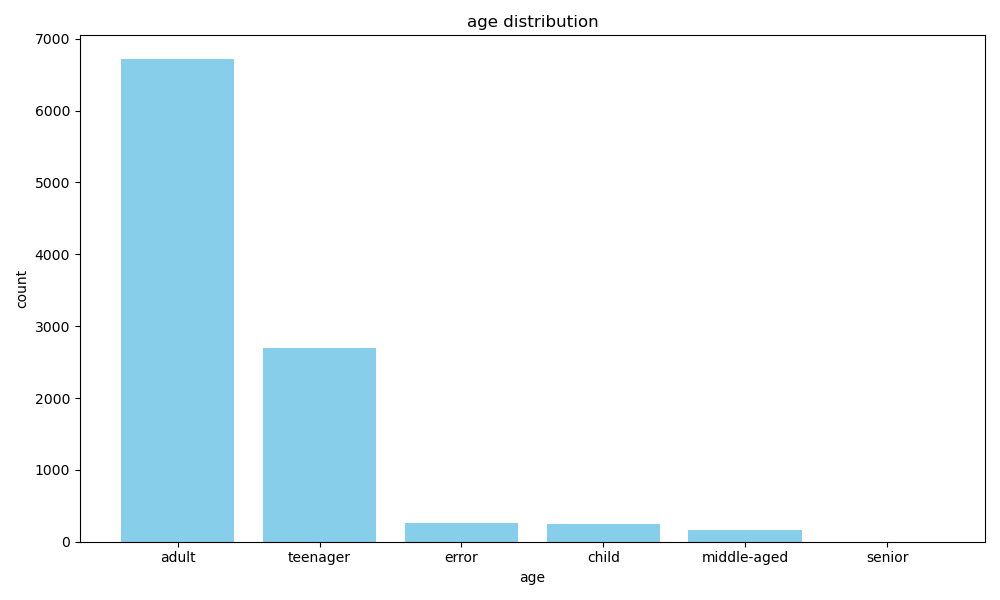 age distribution
7000
6000
5000
4000
3000
2000
1000
0
count
adult teenager error child middle-aged senior
age